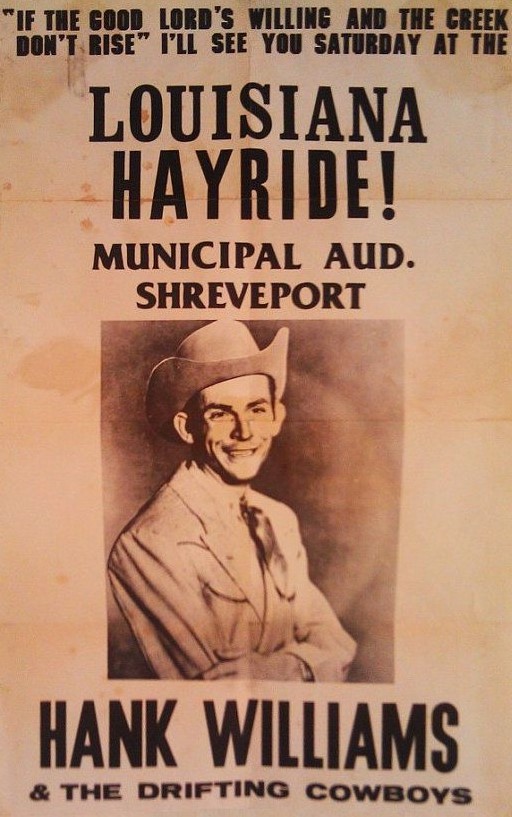 "IF THE GOOD LORD'S WILLING AND THE CREEK
DON'T RISE" I'LL SEE YOU SATURDAY AT THE
LOUISIANA
HAYRIDE!
MUNICIPAL AUD.
SHREVEPORT
HANK WILLIAMS
& THE DRIFTING COWBOYS